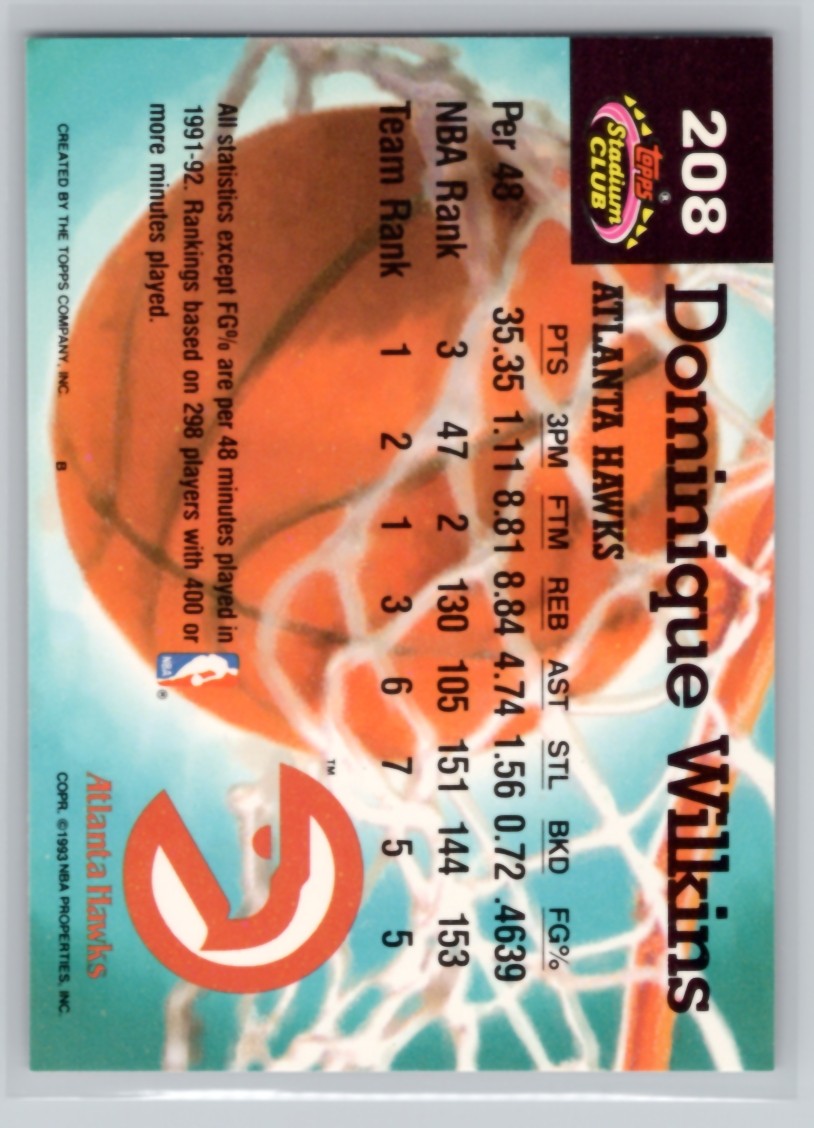 208
Topps®
Stadium
CLUB
Dominique Wilkins
ATLANTA HAWKS
PTS 3PM FTM REB AST STL BKD FG%
Per 48 35.35 1.11 8.81 8.84 4.74 1.56 0.72 .4639
NBA Rank 3 47 2 130 105 151 144 153
Team Rank 1 2 1 3 6 7 5 5
All statistics except FG% are per 48 minutes played in
1991-92. Rankings based on 298 players with 400 or
more minutes played.
NBA ®
TM
Atlanta Hawks
CREATED BY THE TOPPS COMPANY, INC. B COPR. ©1993 NBA PROPERTIES, INC.